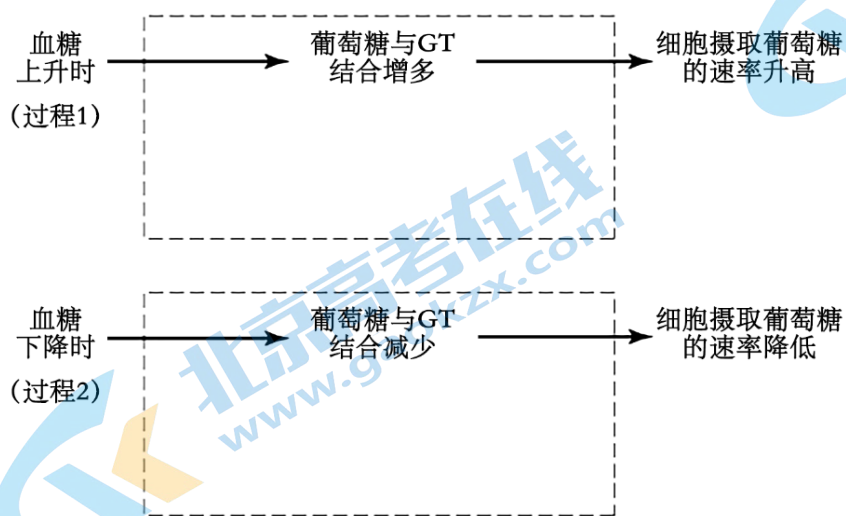 血糖
上升时
（过程1）
葡萄糖与GT
结合增多
细胞摄取葡萄糖
的速率升高
北京高考在线
www.gaokzx.com
血糖
下降时
（过程2）
葡萄糖与GT
结合减少
细胞摄取葡萄糖
的速率降低